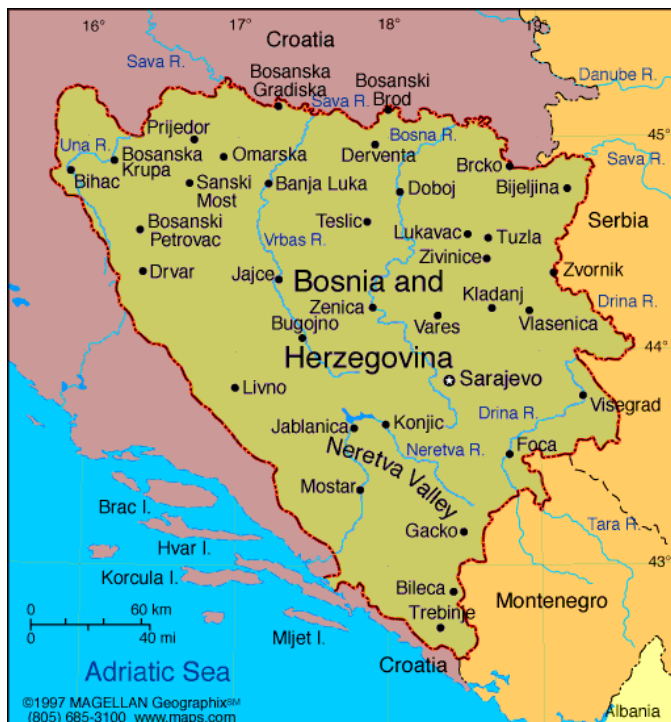 16°
17°
18°
19°
Croatia
Sava R.
Bosanska
Gradiska
Sava R.
Bosanski
Brod
Danube R.
45°
Una R.
Prijedor
Bosna R.
Bosanska
Krupa
Omarska
Derventa
Brcko
Sava R.
Bihac
Sanski
Most
Banja Luka
Doboj
Bijeljina
Bosanski
Petrovac
Teslic
Lukavac
Tuzla
Serbia
Vrbas R.
Zivinice
Drvar
Jajce
Bosnia and
Zvornik
Zenica
Kladanj
Drina R.
Bugojno
Vares
Vlasenica
44°
Herzegovina
Sarajevo
Livno
Visegrad
Jablanica
Konjic
Drina R.
Neretva R.
Foca
Neretva Valley
Mostar
Brac I.
Gacko
Tara R.
Hvar I.
43°
Korcula I.
Bileca
Montenegro
0 60 km
0 40 mi
Trebinje
Mljet I.
Croatia
Adriatic Sea
©1997 MAGELLAN Geographix℠
(805) 685-3100 www.maps.com
Albania